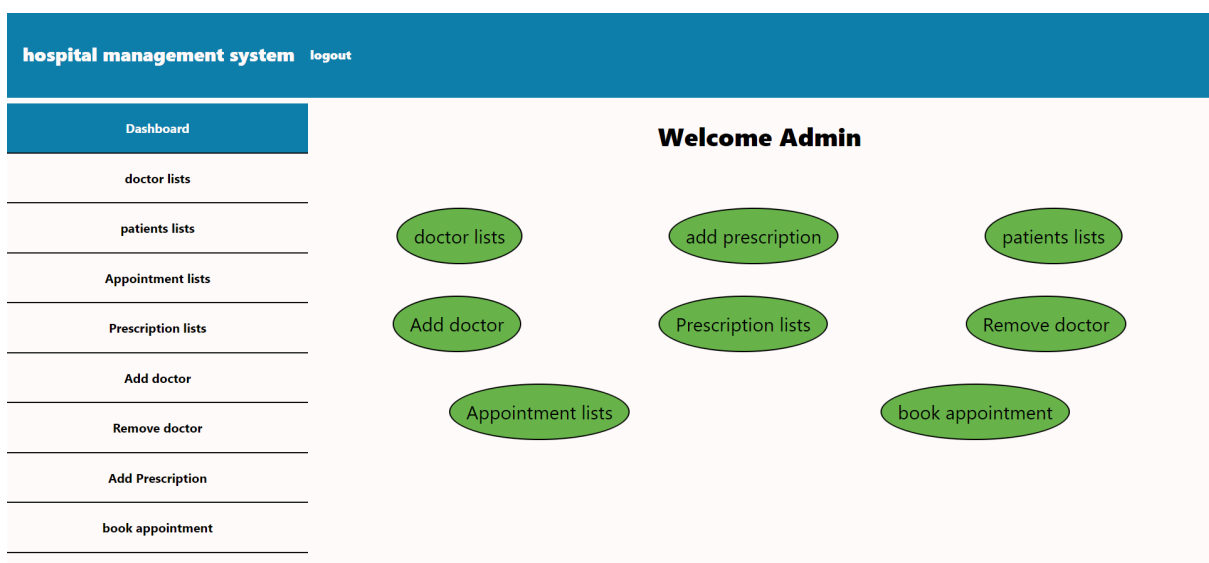 hospital management system logout
Dashboard
doctor lists
patients lists
Appointment lists
Prescription lists
Add doctor
Remove doctor
Add Prescription
book appointment
Welcome Admin
doctor lists add prescription patients lists
Add doctor Prescription lists Remove doctor
Appointment lists book appointment